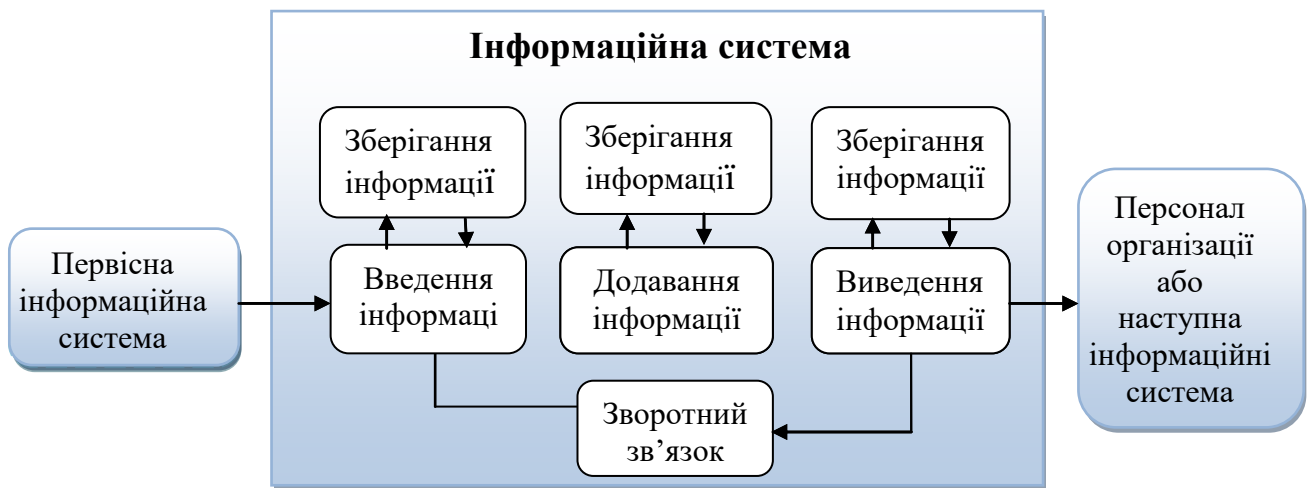 Інформаційна система
Зберігання
інформації
Зберігання
інформації
Зберігання
інформації
Первісна
інформаційна
система
Введення
інформаці
Додавання
інформації
Виведення
інформації
Персонал
організації
або
наступна
інформаційні
система
Зворотний
зв’язок